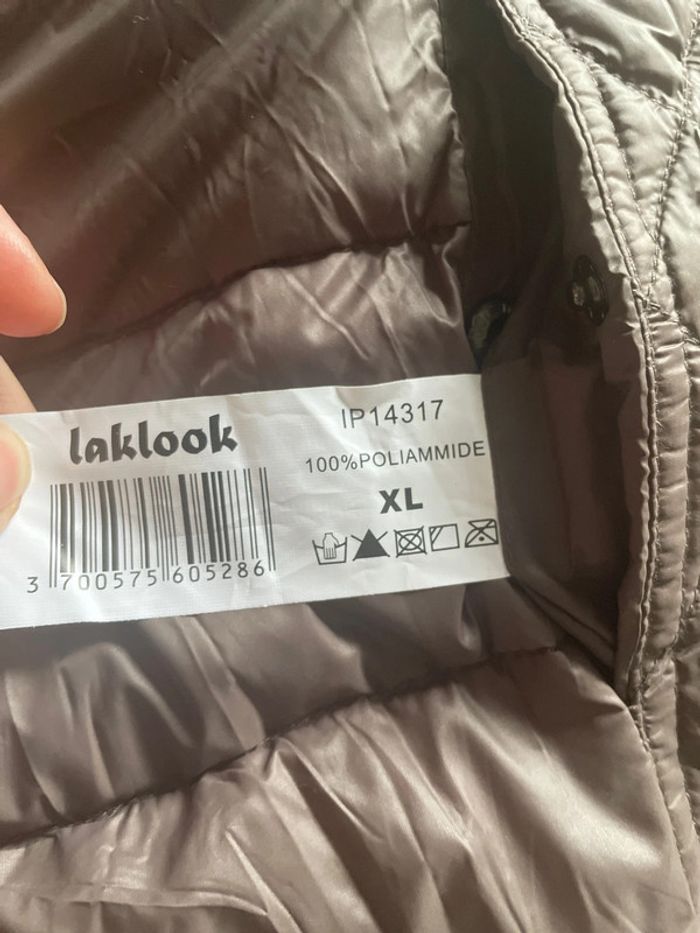 laklook
3 700575 605286
IP14317
100%POLIAMMIDE
XL